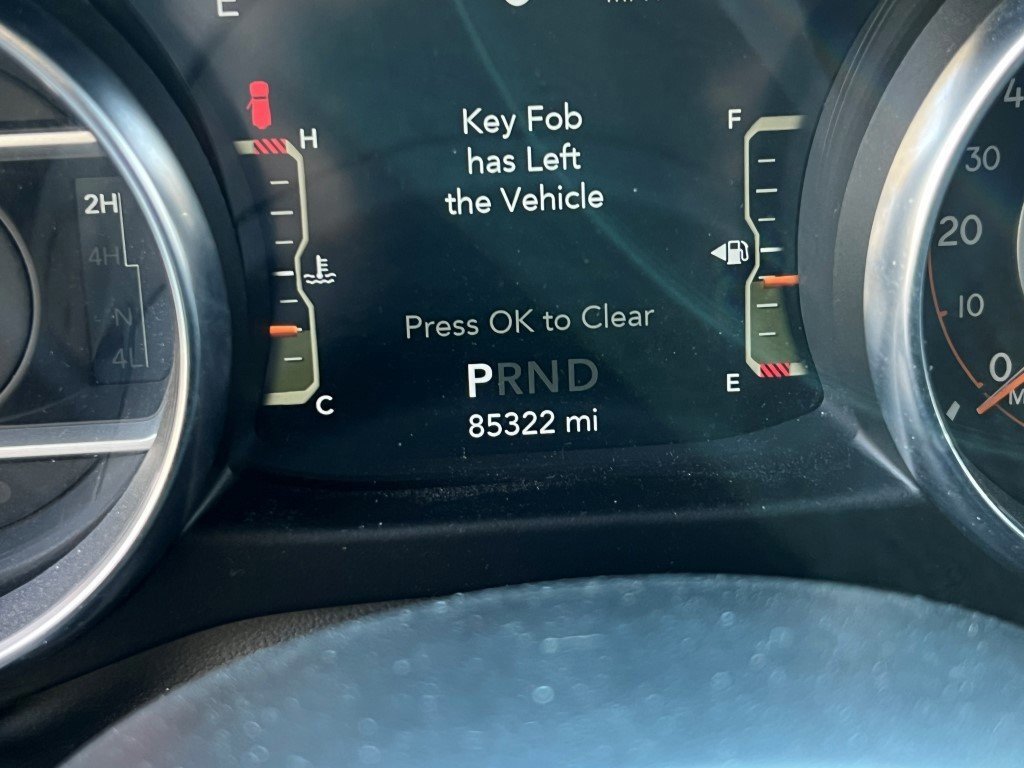 E
H
Key Fob
has Left
the Vehicle
F
40
30
20
10
0
2H
4H
N
4L
Press OK to Clear
PRND
85322 mi
C
E